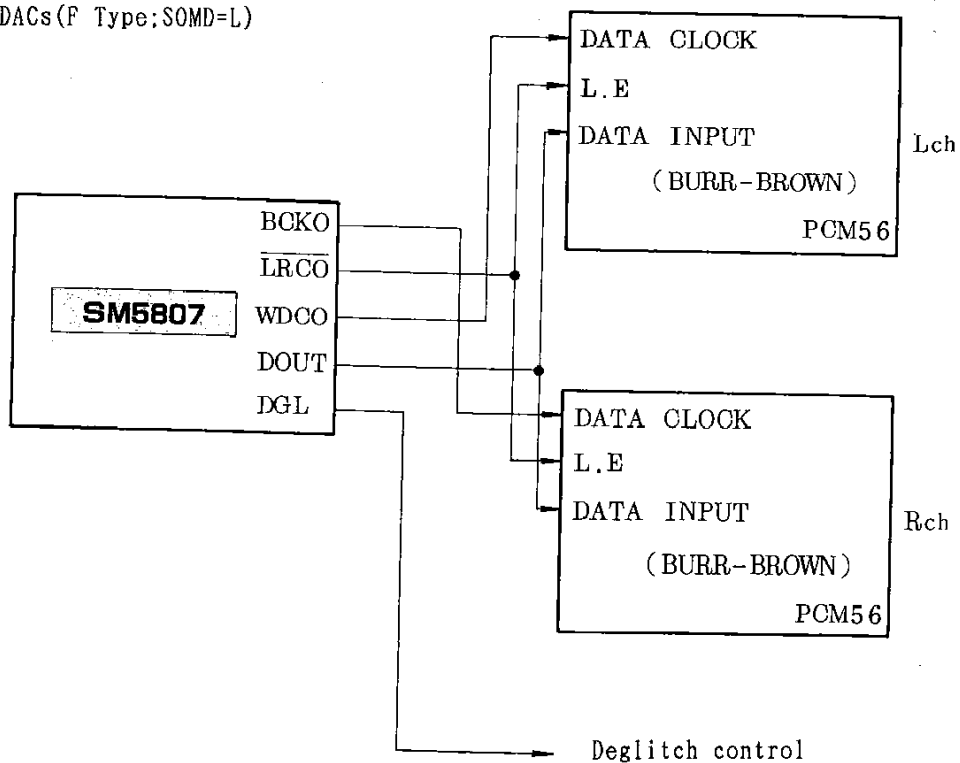 DACs(F Type;SOMD=L)
DATA CLOCK
L.E
DATA INPUT
(BURR-BROWN)
PCM56
Lch
SM5807
BCKO
LRCO
WDCO
DOUT
DGL
DATA CLOCK
L.E
DATA INPUT
(BURR-BROWN)
PCM56
Rch
Deglitch control